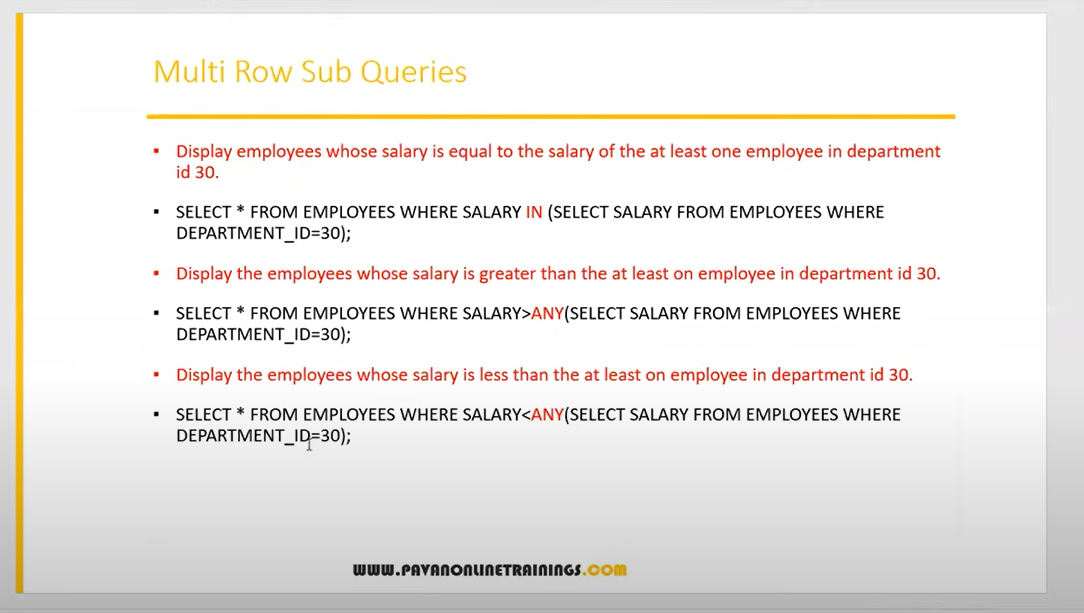 Multi Row Sub Queries
▪ Display employees whose salary is equal to the salary of the at least one employee in department
id 30.
▪ SELECT * FROM EMPLOYEES WHERE SALARY IN (SELECT SALARY FROM EMPLOYEES WHERE
DEPARTMENT_ID=30);
▪ Display the employees whose salary is greater than the at least on employee in department id 30.
▪ SELECT * FROM EMPLOYEES WHERE SALARY>ANY(SELECT SALARY FROM EMPLOYEES WHERE
DEPARTMENT_ID=30);
▪ Display the employees whose salary is less than the at least on employee in department id 30.
▪ SELECT * FROM EMPLOYEES WHERE SALARY<ANY(SELECT SALARY FROM EMPLOYEES WHERE
DEPARTMENT_ID=30);
WWW.PAVANONLINETRAININGS.COM